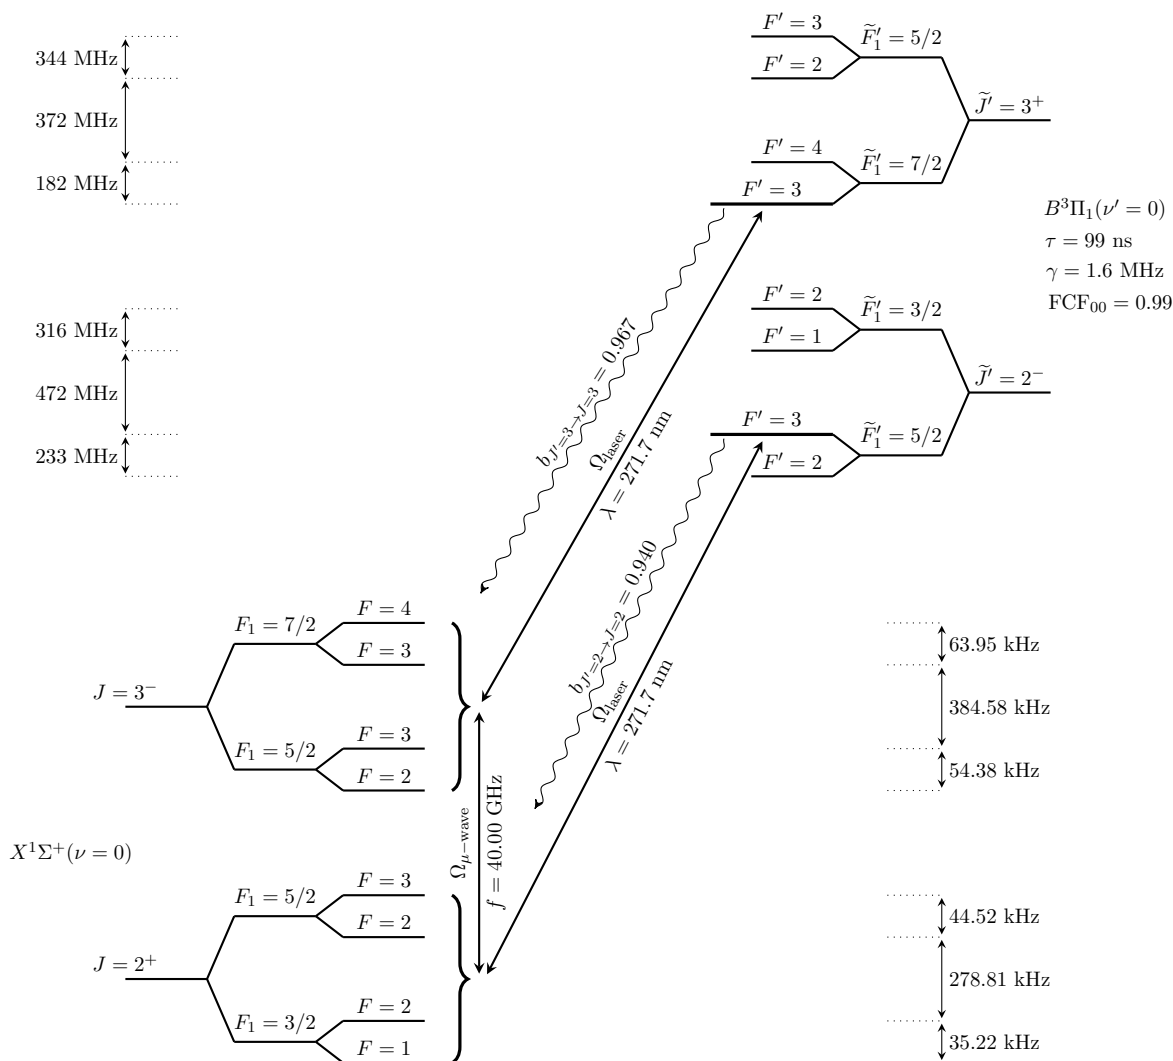 F′ = 3
F̃′₁ = 5/2
344 MHz
F′ = 2
J̃′ = 3⁺
372 MHz
F′ = 4
F̃′₁ = 7/2
182 MHz
F′ = 3
B³Π₁(ν′ = 0)
τ = 99 ns
γ = 1.6 MHz
FCF₀₀ = 0.99
F′ = 2
F̃′₁ = 3/2
316 MHz
F′ = 1
J̃′ = 2⁻
472 MHz
F′ = 3
F̃′₁ = 5/2
233 MHz
F′ = 2
b_{J̃′=3→J=3} = 0.967
Ω_laser
λ = 271.7 nm
b_{J̃′=2→J=2} = 0.940
Ω_laser
λ = 271.7 nm
F = 4
F₁ = 7/2
63.95 kHz
F = 3
J = 3⁻
384.58 kHz
F = 3
F₁ = 5/2
54.38 kHz
F = 2
Ω_{μ−wave}
f = 40.00 GHz
X¹Σ⁺(ν = 0)
F = 3
F₁ = 5/2
44.52 kHz
F = 2
J = 2⁺
278.81 kHz
F = 2
F₁ = 3/2
35.22 kHz
F = 1